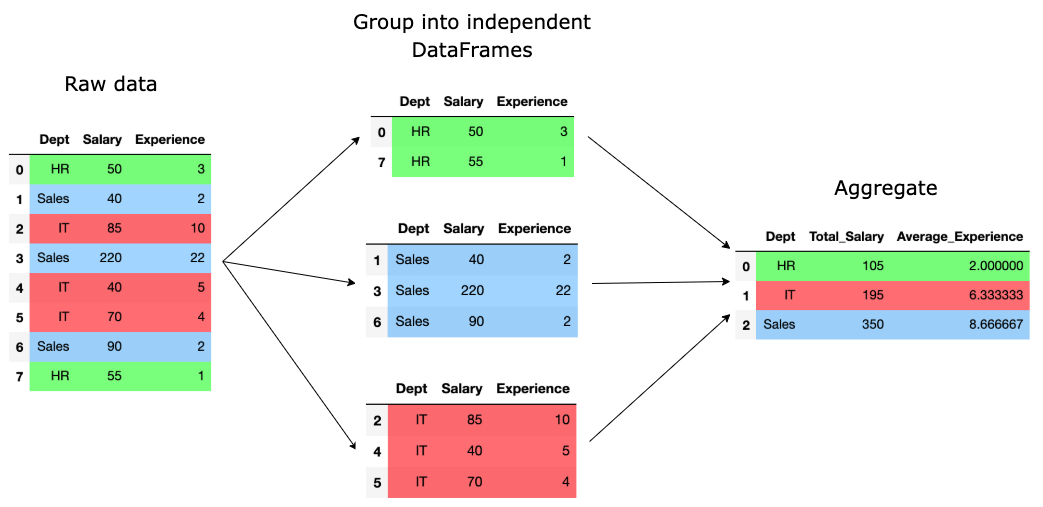 Raw data
Dept Salary Experience
0 HR 50 3
1 Sales 40 2
2 IT 85 10
3 Sales 220 22
4 IT 40 5
5 IT 70 4
6 Sales 90 2
7 HR 55 1
Group into independent
DataFrames
Dept Salary Experience
0 HR 50 3
7 HR 55 1
Dept Salary Experience
1 Sales 40 2
3 Sales 220 22
6 Sales 90 2
Dept Salary Experience
2 IT 85 10
4 IT 40 5
5 IT 70 4
Aggregate
Dept Total_Salary Average_Experience
0 HR 105 2.000000
1 IT 195 6.333333
2 Sales 350 8.666667